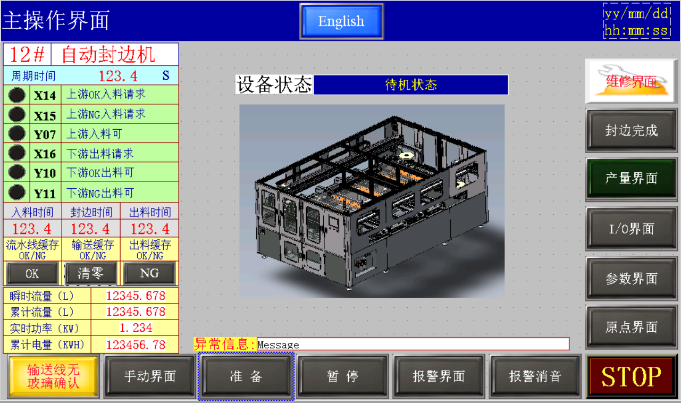 主操作界面
English
yy/mm/dd
hh:mm:ss
12# 自动封边机
周期时间 123.4 S
X14 上游OK入料请求
X15 上游NG入料请求
Y07 上游入料可
X16 下游出料请求
Y10 下游OK出料可
Y11 下游NG出料可
入料时间 封边时间 出料时间
123.4 123.4 123.4
流水线缓存 输送缓存 出料缓存
OK/NG OK/NG OK/NG
OK 清零 NG
瞬时流量(L) 12345.678
累计流量(L) 12345.678
实时功率(KW) 1.234
累计电量(KWH) 123456.78
设备状态 待机状态
异常信息: Message
维修界面
封边完成
产量界面
I/O界面
参数界面
原点界面
输送线无
玻璃确认
手动界面
准 备
暂 停
报警界面
报警消音
STOP